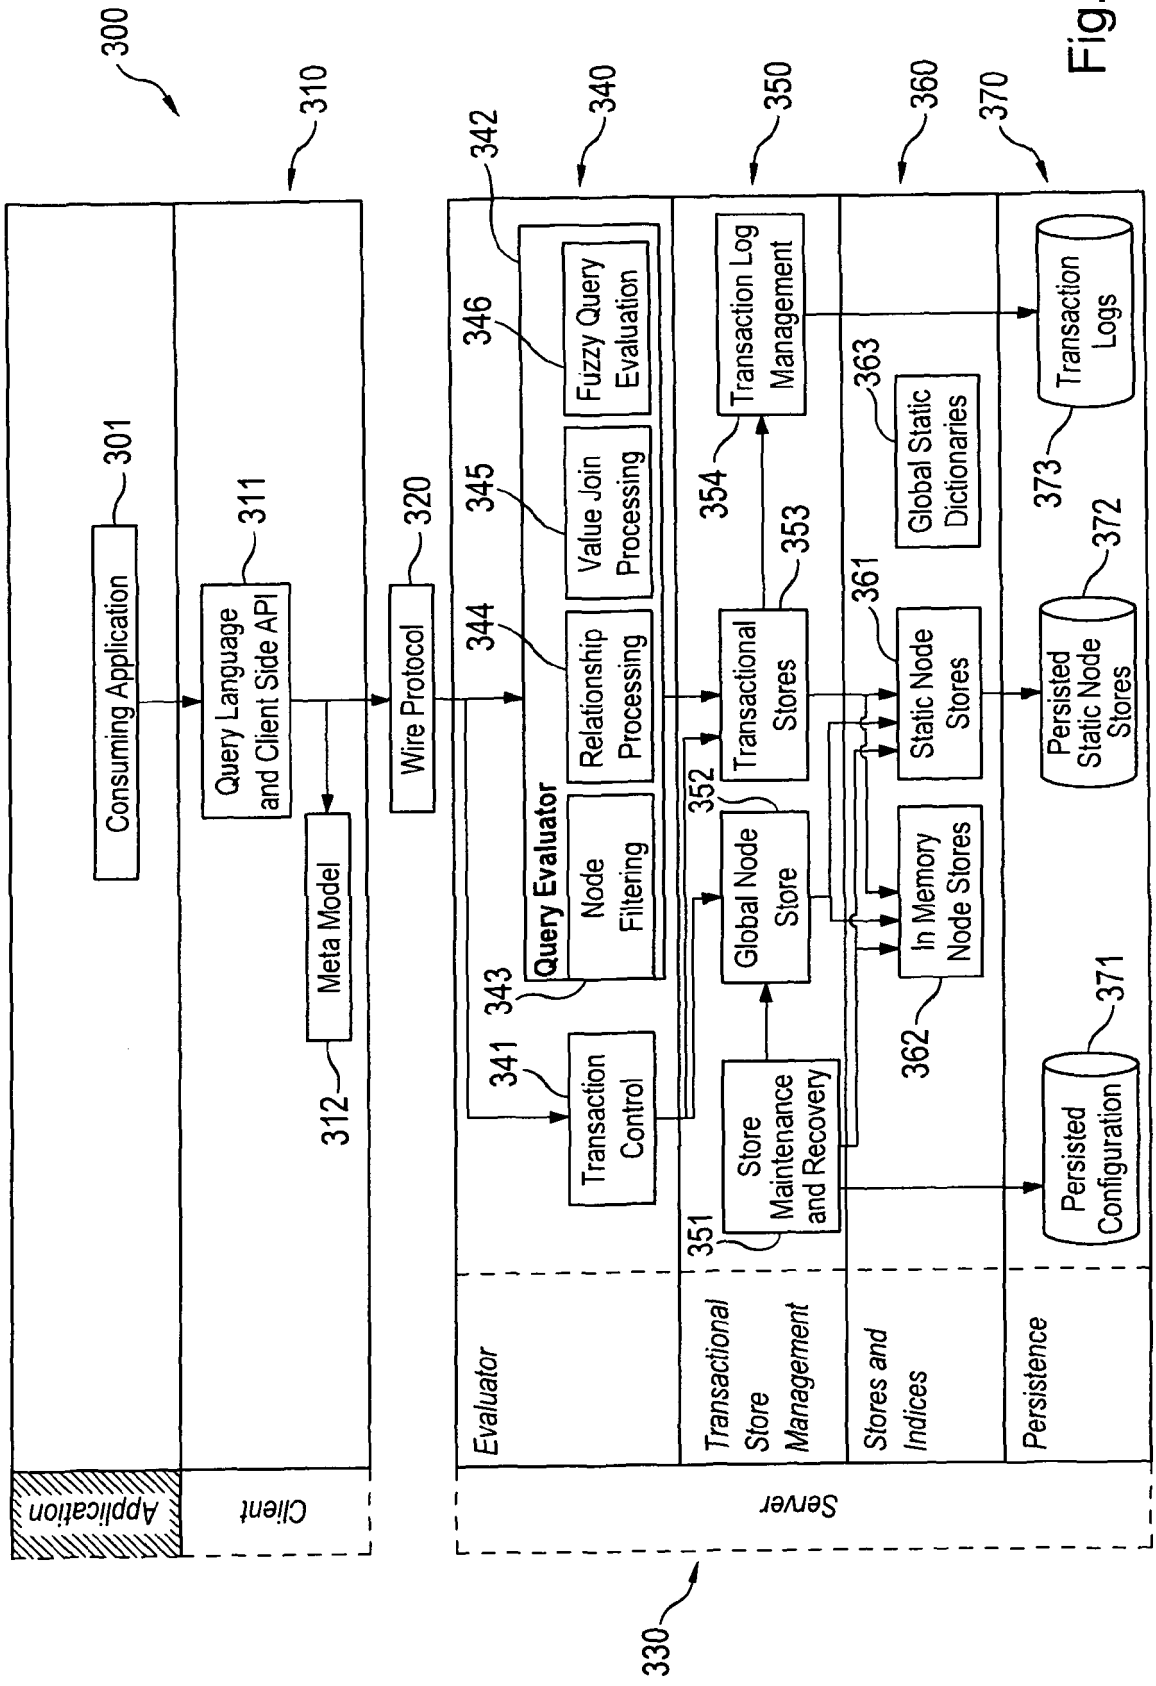 300
Application
Consuming Application
301
310
Client
Query Language
and Client Side API
311
Meta Model
312
Wire Protocol
320
330
Server
Evaluator
340
342
Query Evaluator
341
Transaction
Control
343
Node
Filtering
344
Relationship
Processing
345
Value Join
Processing
346
Fuzzy Query
Evaluation
Transactional
Store
Management
350
351
Store
Maintenance
and Recovery
352
Global Node
Store
353
Transactional
Stores
354
Transaction Log
Management
Stores and
Indices
360
362
In Memory
Node Stores
361
Static Node
Stores
363
Global Static
Dictionaries
Persistence
370
371
Persisted
Configuration
372
Persisted
Static Node
Stores
373
Transaction
Logs
Fig.